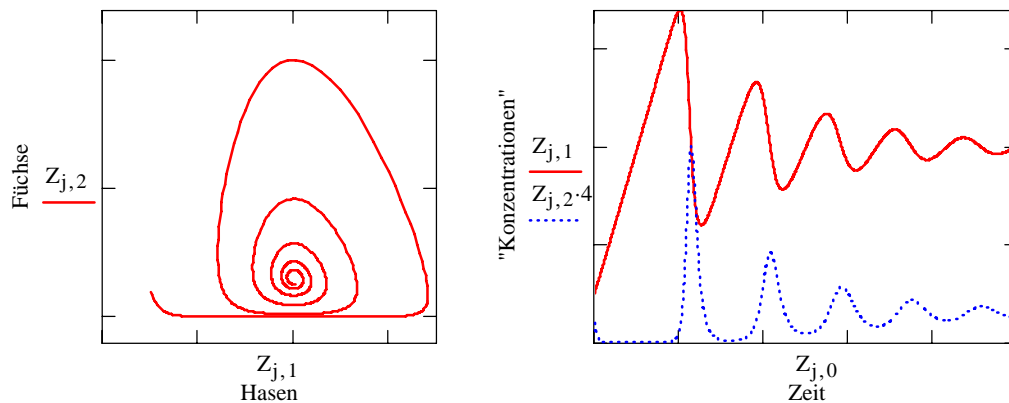 Füchse
Z j , 2
Z j , 1
Hasen
"Konzentrationen"
Z j , 1
Z j , 2 · 4
Z j , 0
Zeit